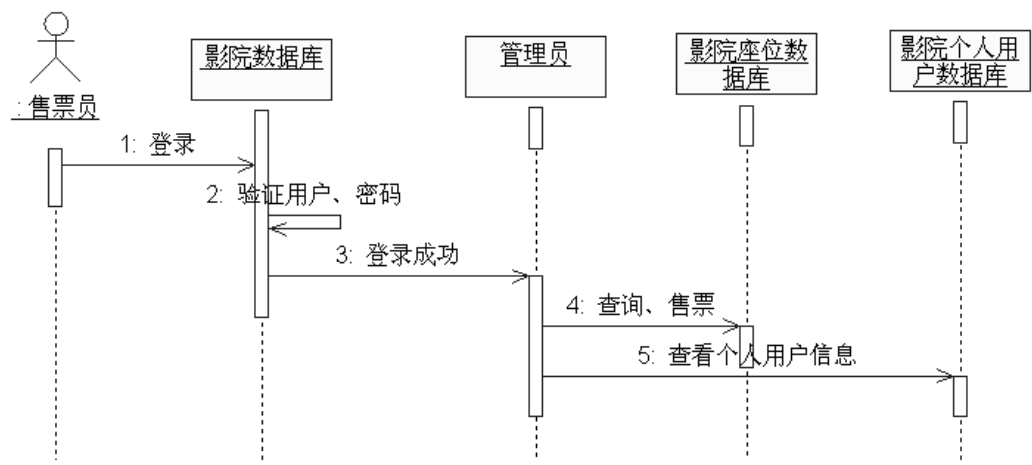 影院数据库
管理员
影院座位数
据库
影院个人用
户数据库
: 售票员
1: 登录
2: 验证用户、密码
3: 登录成功
4: 查询、售票
5: 查看个人用户信息